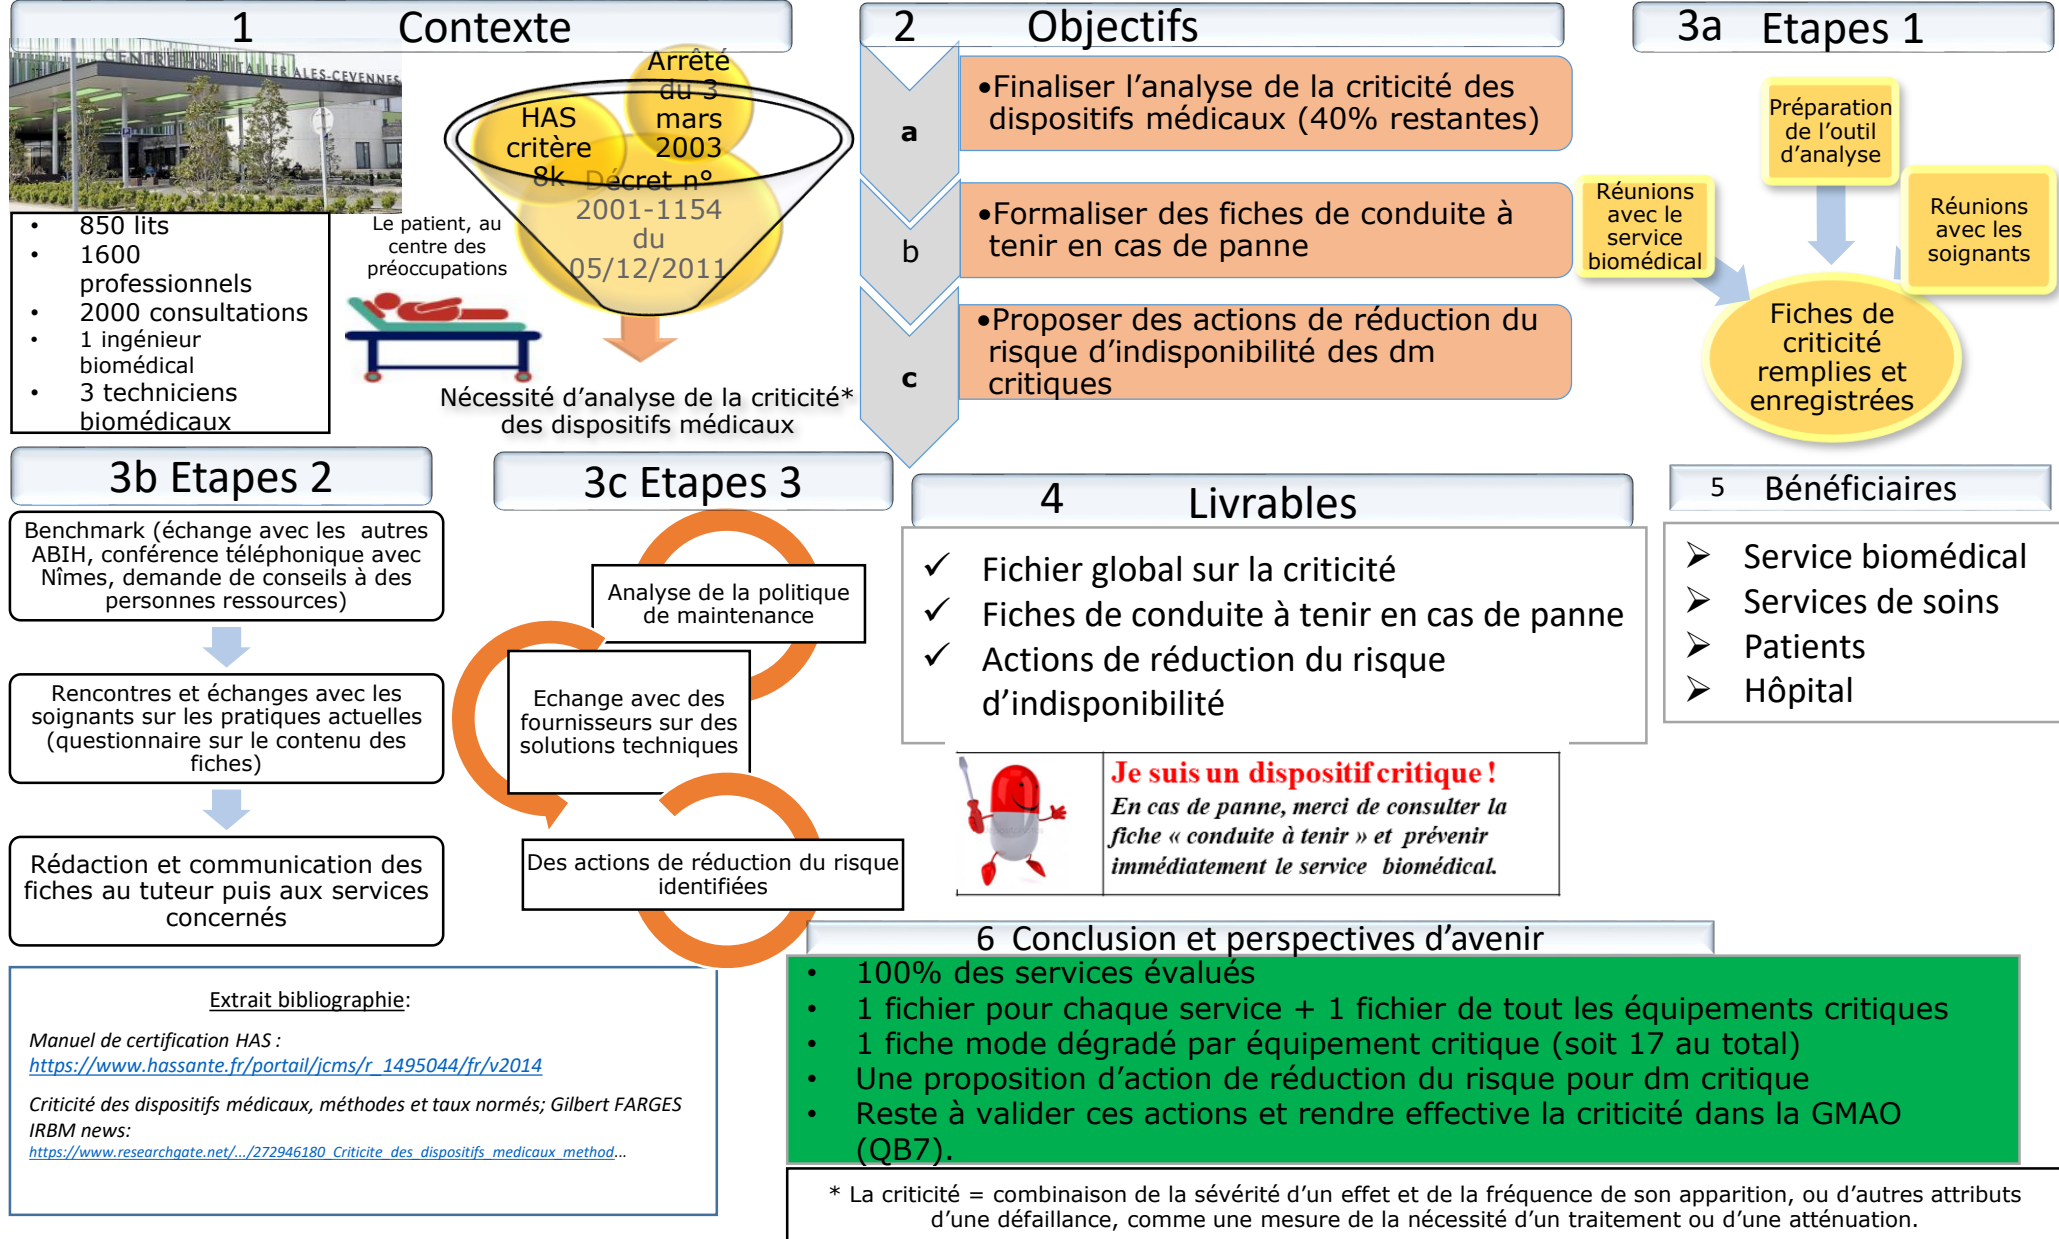 1 Contexte
CENTRE HOSPITALIER ALES-CEVENNES
• 850 lits
• 1600
professionnels
• 2000 consultations
• 1 ingénieur
biomédical
• 3 techniciens
biomédicaux
Le patient, au
centre des
préoccupations
Arrêté
du 3
mars
2003
HAS
critère
8k
Décret n°
2001-1154
du
05/12/2011
Nécessité d’analyse de la criticité*
des dispositifs médicaux
2 Objectifs
a
•Finaliser l’analyse de la criticité des
dispositifs médicaux (40% restantes)
b
•Formaliser des fiches de conduite à
tenir en cas de panne
c
•Proposer des actions de réduction du
risque d’indisponibilité des dm
critiques
3a Etapes 1
Préparation
de l’outil
d’analyse
Réunions
avec le
service
biomédical
Réunions
avec les
soignants
Fiches de
criticité
remplies et
enregistrées
3b Etapes 2
Benchmark (échange avec les autres
ABIH, conférence téléphonique avec
Nîmes, demande de conseils à des
personnes ressources)
Rencontres et échanges avec les
soignants sur les pratiques actuelles
(questionnaire sur le contenu des
fiches)
Rédaction et communication des
fiches au tuteur puis aux services
concernés
3c Etapes 3
Analyse de la politique
de maintenance
Echange avec des
fournisseurs sur des
solutions techniques
Des actions de réduction du risque
identifiées
4 Livrables
✓ Fichier global sur la criticité
✓ Fiches de conduite à tenir en cas de panne
✓ Actions de réduction du risque
d’indisponibilité
Je suis un dispositif critique !
En cas de panne, merci de consulter la
fiche « conduite à tenir » et prévenir
immédiatement le service biomédical.
5 Bénéficiaires
➢ Service biomédical
➢ Services de soins
➢ Patients
➢ Hôpital
6 Conclusion et perspectives d’avenir
• 100% des services évalués
• 1 fichier pour chaque service + 1 fichier de tout les équipements critiques
• 1 fiche mode dégradé par équipement critique (soit 17 au total)
• Une proposition d’action de réduction du risque pour dm critique
• Reste à valider ces actions et rendre effective la criticité dans la GMAO
(QB7).
Extrait bibliographie:
Manuel de certification HAS :
https://www.hassante.fr/portail/jcms/r_1495044/fr/v2014
Criticité des dispositifs médicaux, méthodes et taux normés; Gilbert FARGES
IRBM news:
https://www.researchgate.net/.../272946180_Criticite_des_dispositifs_medicaux_method...
* La criticité = combinaison de la sévérité d’un effet et de la fréquence de son apparition, ou d’autres attributs
d’une défaillance, comme une mesure de la nécessité d’un traitement ou d’une atténuation.